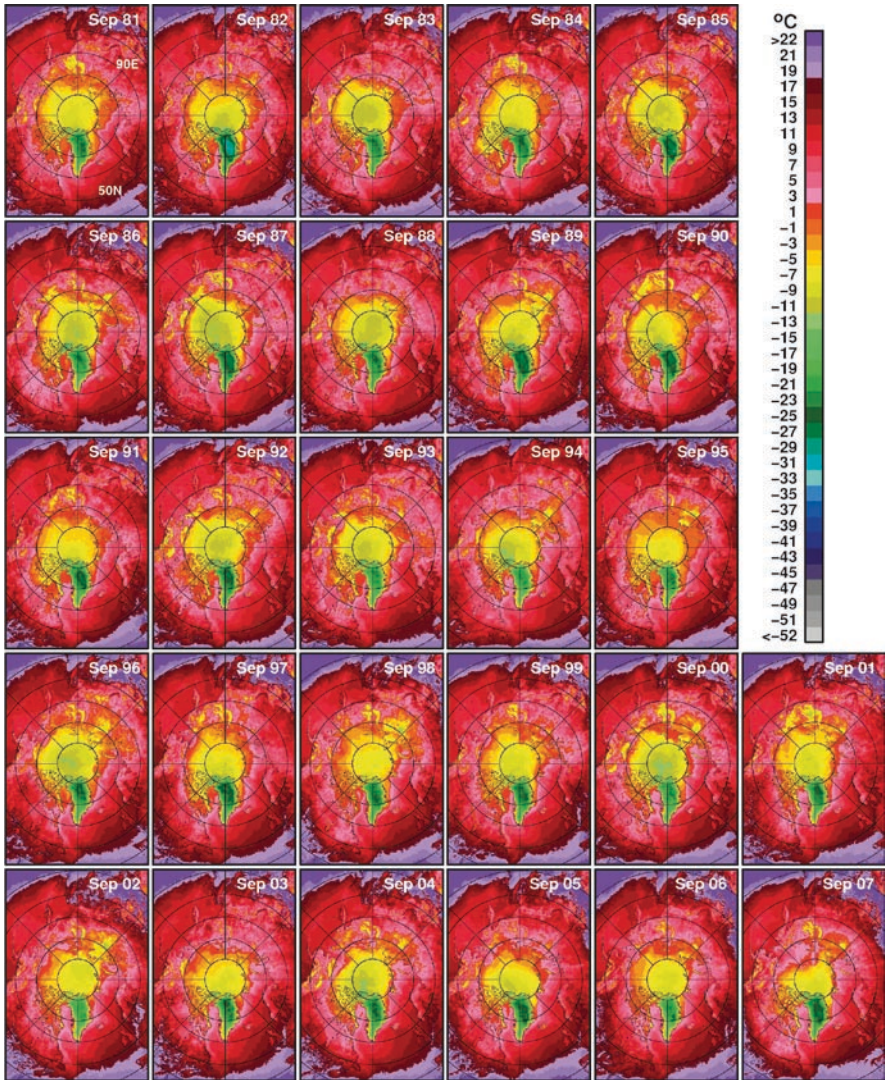 Sep 81
Sep 82
Sep 83
Sep 84
Sep 85
90E
50N
Sep 86
Sep 87
Sep 88
Sep 89
Sep 90
Sep 91
Sep 92
Sep 93
Sep 94
Sep 95
Sep 96
Sep 97
Sep 98
Sep 99
Sep 00
Sep 01
Sep 02
Sep 03
Sep 04
Sep 05
Sep 06
Sep 07
°C
>22
21
19
17
15
13
11
9
7
5
3
1
-1
-3
-5
-7
-9
-11
-13
-15
-17
-19
-21
-23
-25
-27
-29
-31
-33
-35
-37
-39
-41
-43
-45
-47
-49
-51
<-52